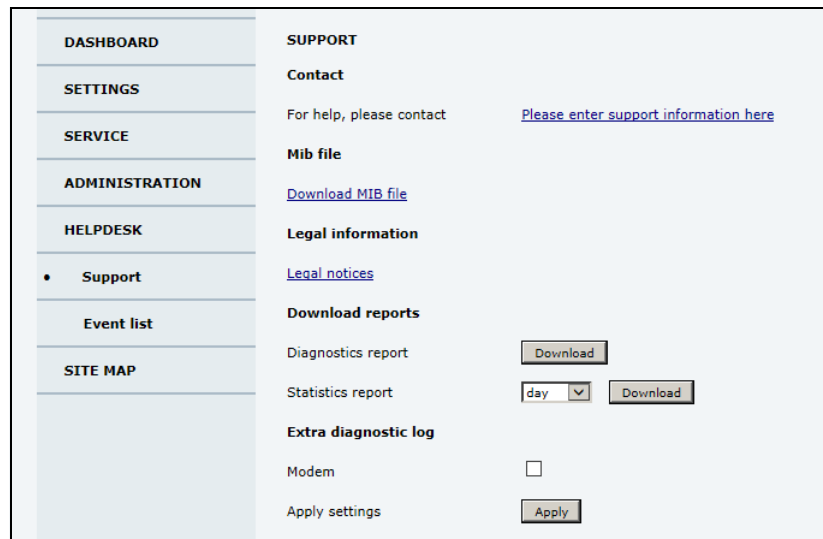 DASHBOARD
SETTINGS
SERVICE
ADMINISTRATION
HELPDESK
• Support
Event list
SITE MAP
SUPPORT
Contact
For help, please contact Please enter support information here
Mib file
Download MIB file
Legal information
Legal notices
Download reports
Diagnostics report Download
Statistics report day Download
Extra diagnostic log
Modem
Apply settings Apply